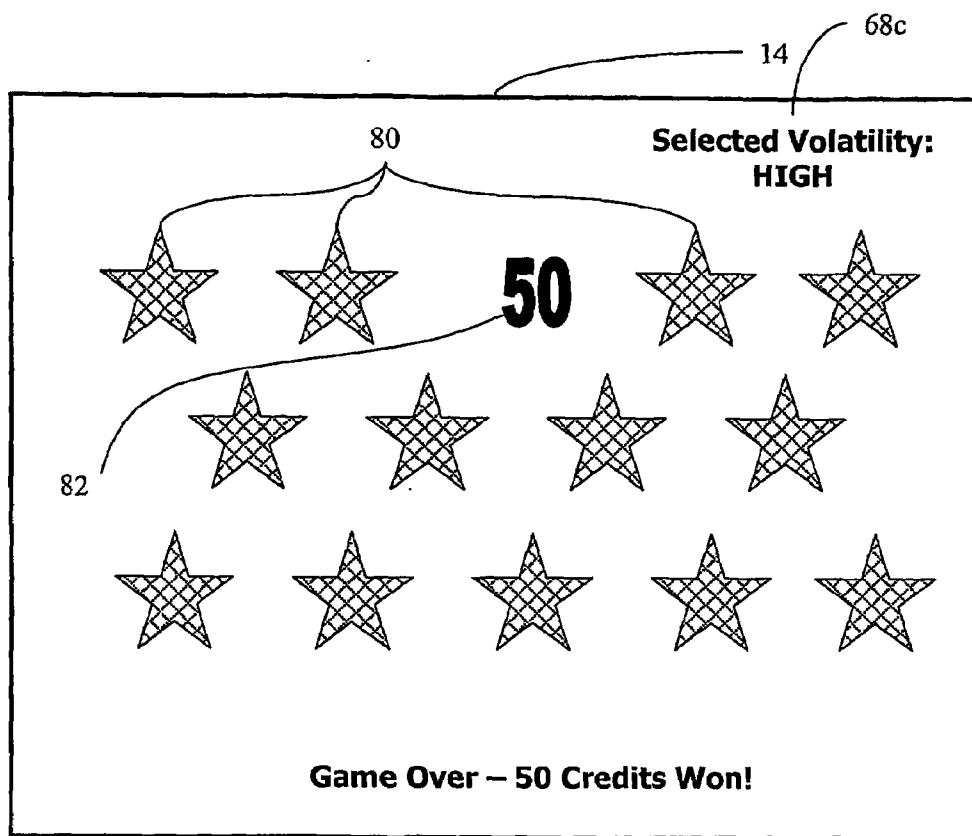 68c
14
80
Selected Volatility:
HIGH
50
82
Game Over – 50 Credits Won!